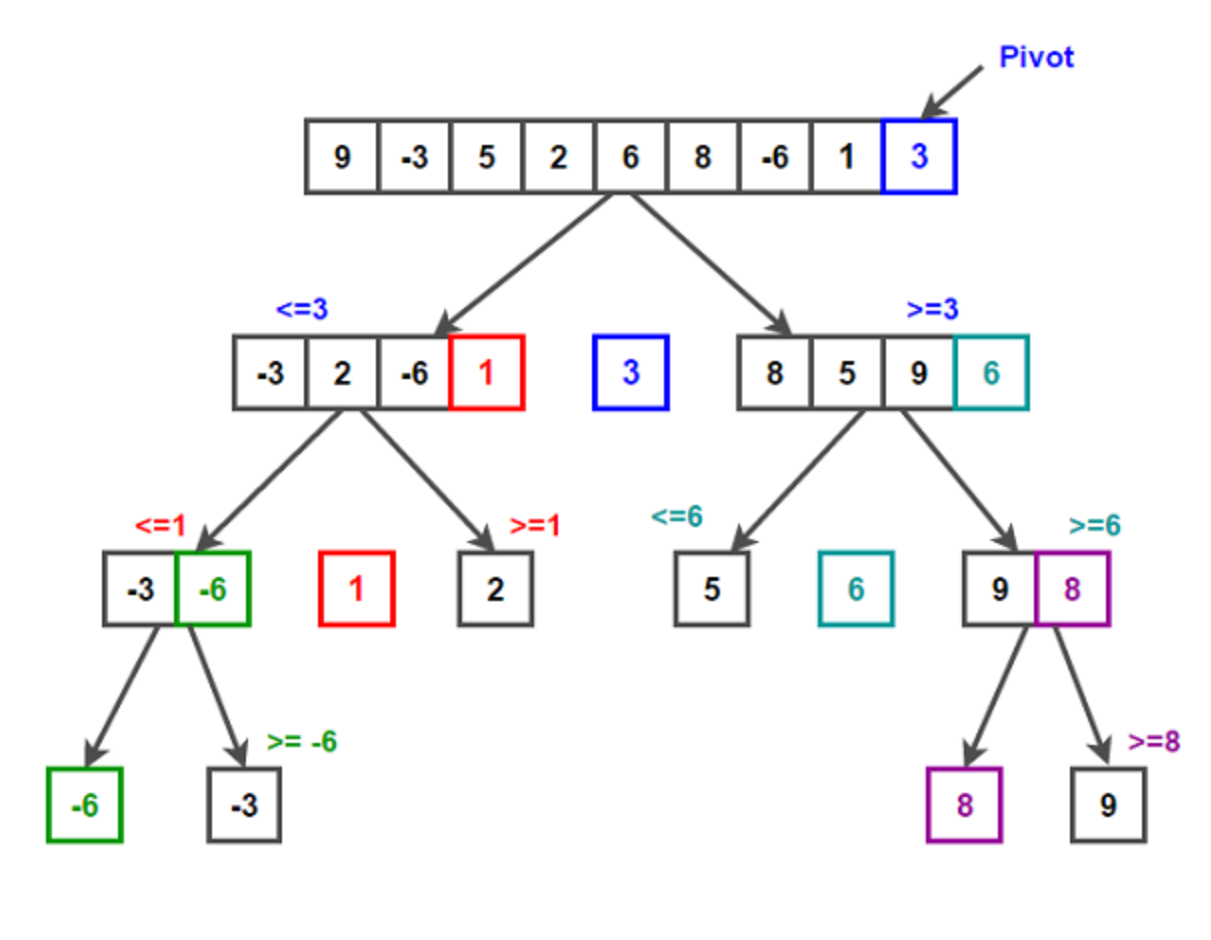 Pivot
9 -3 5 2 6 8 -6 1 3
<=3 >=3
-3 2 -6 1 3 8 5 9 6
<=1 >=1 <=6 >=6
-3 -6 1 2 5 6 9 8
>= -6 >=8
-6 -3 8 9